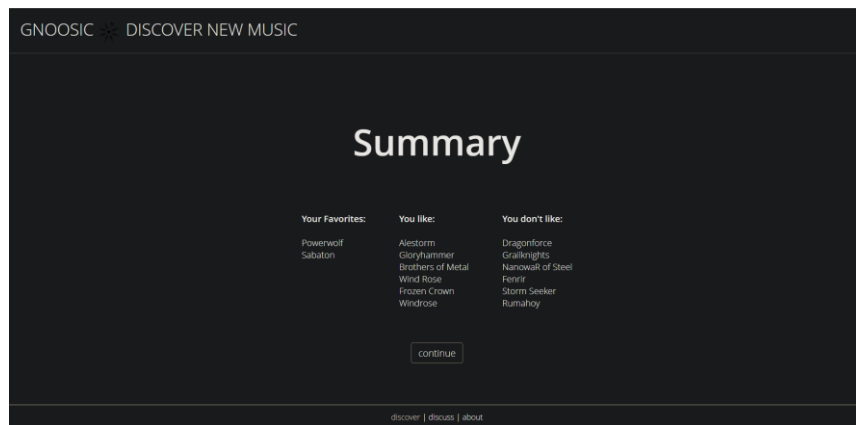 GNOOSIC DISCOVER NEW MUSIC
Summary
Your Favorites:
Powerwolf
Sabaton
You like:
Alestorm
Gloryhammer
Brothers of Metal
Wind Rose
Frozen Crown
Windrose
You don't like:
Dragonforce
Grailknights
NanowaR of Steel
Fenrir
Storm Seeker
Rumahoy
continue
discover | discuss | about